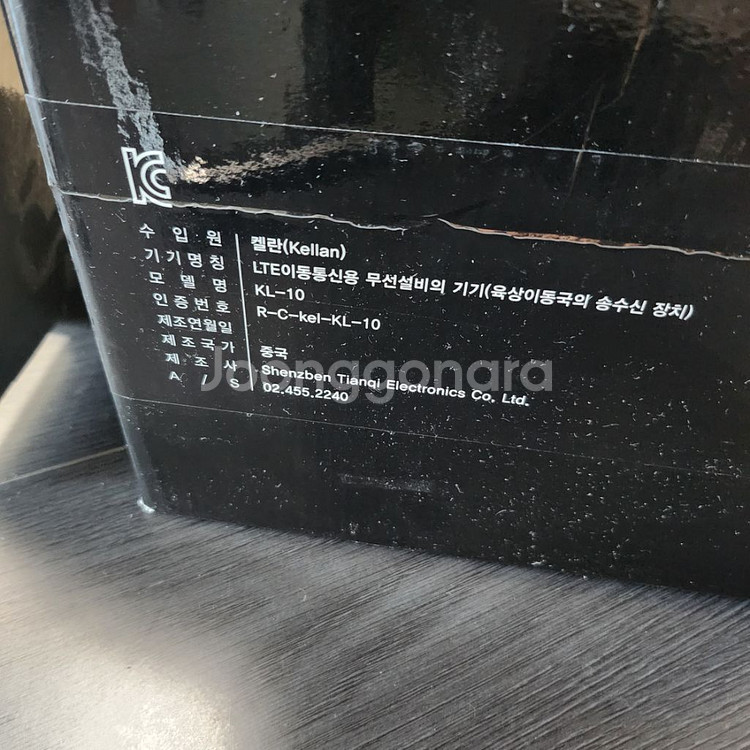 KC
수입원 켈란(Kellan)
기기명칭 LTE이동통신용 무선설비의 기기(육상이동국의 송수신 장치)
모델명 KL-10
인증번호 R-C-kel-KL-10
제조연월일
제조국가 중국
제조사 Shenzben Tianqi Electronics Co. Ltd.
A/S 02.455.2240
Joonggonara